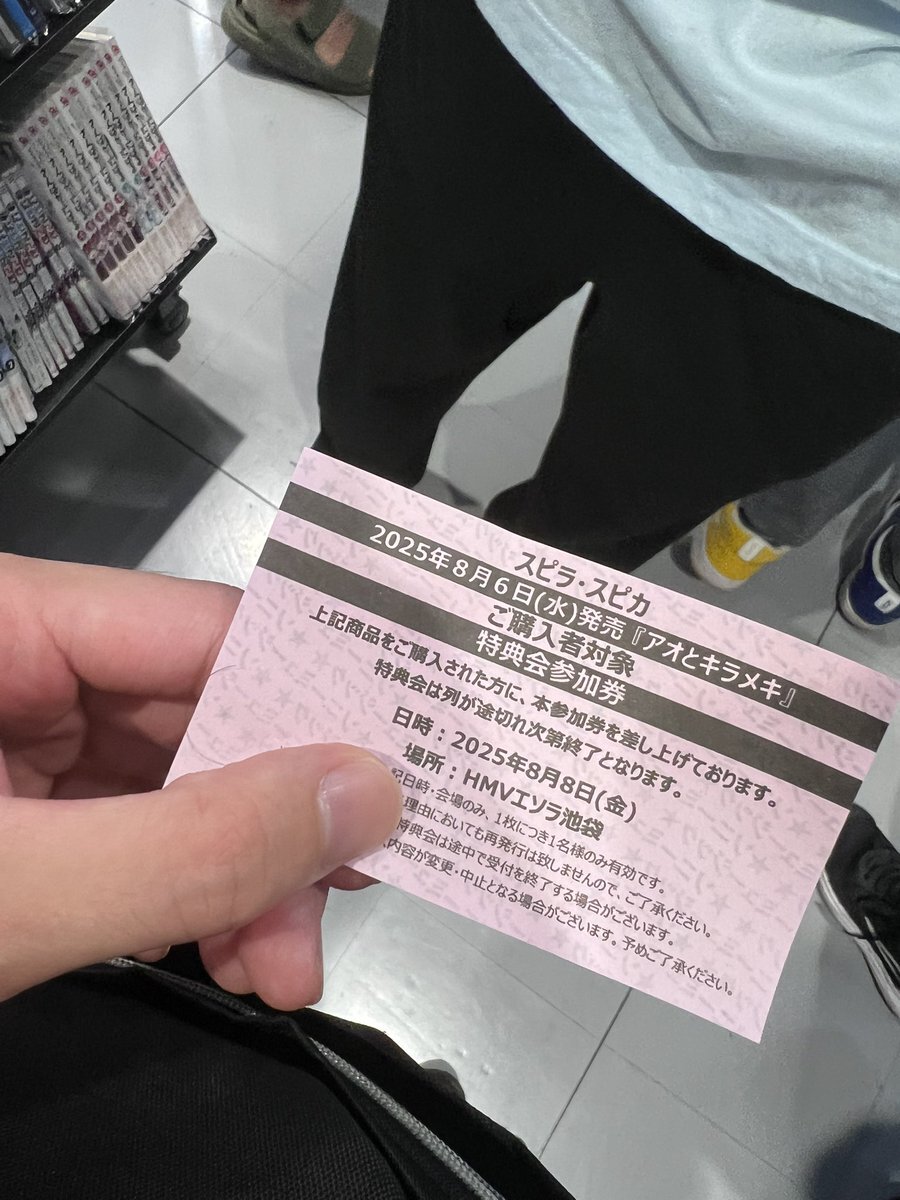 スピラ・スピカ
2025年8月6日(水)発売『アオとキラメキ』
ご購入者対象
特典会参加券
上記商品をご購入された方に、本参加券を差し上げております。
特典会は列が途切れ次第終了となります。
日時：2025年8月8日(金)
場所：HMVエソラ池袋
記日時・会場のみ、1枚につき1名様のみ有効です。
理由においても再発行は致しませんので、ご了承ください。
特典会は途中で受付を終了する場合がございます。
内容が変更・中止となる場合がございます。予めご了承ください。